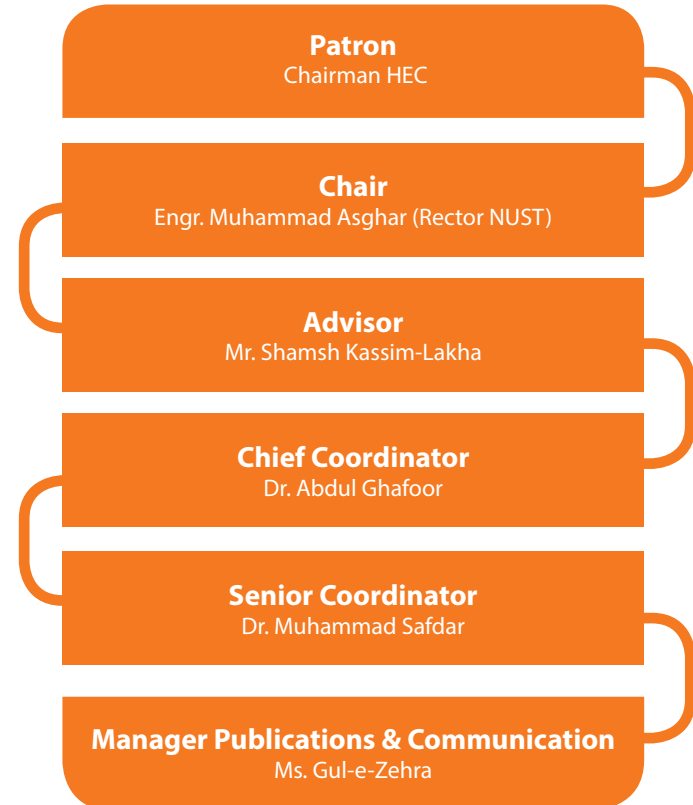 Patron
Chairman HEC
Chair
Engr. Muhammad Asghar (Rector NUST)
Advisor
Mr. Shamsh Kassim-Lakha
Chief Coordinator
Dr. Abdul Ghafoor
Senior Coordinator
Dr. Muhammad Safdar
Manager Publications & Communication
Ms. Gul-e-Zehra